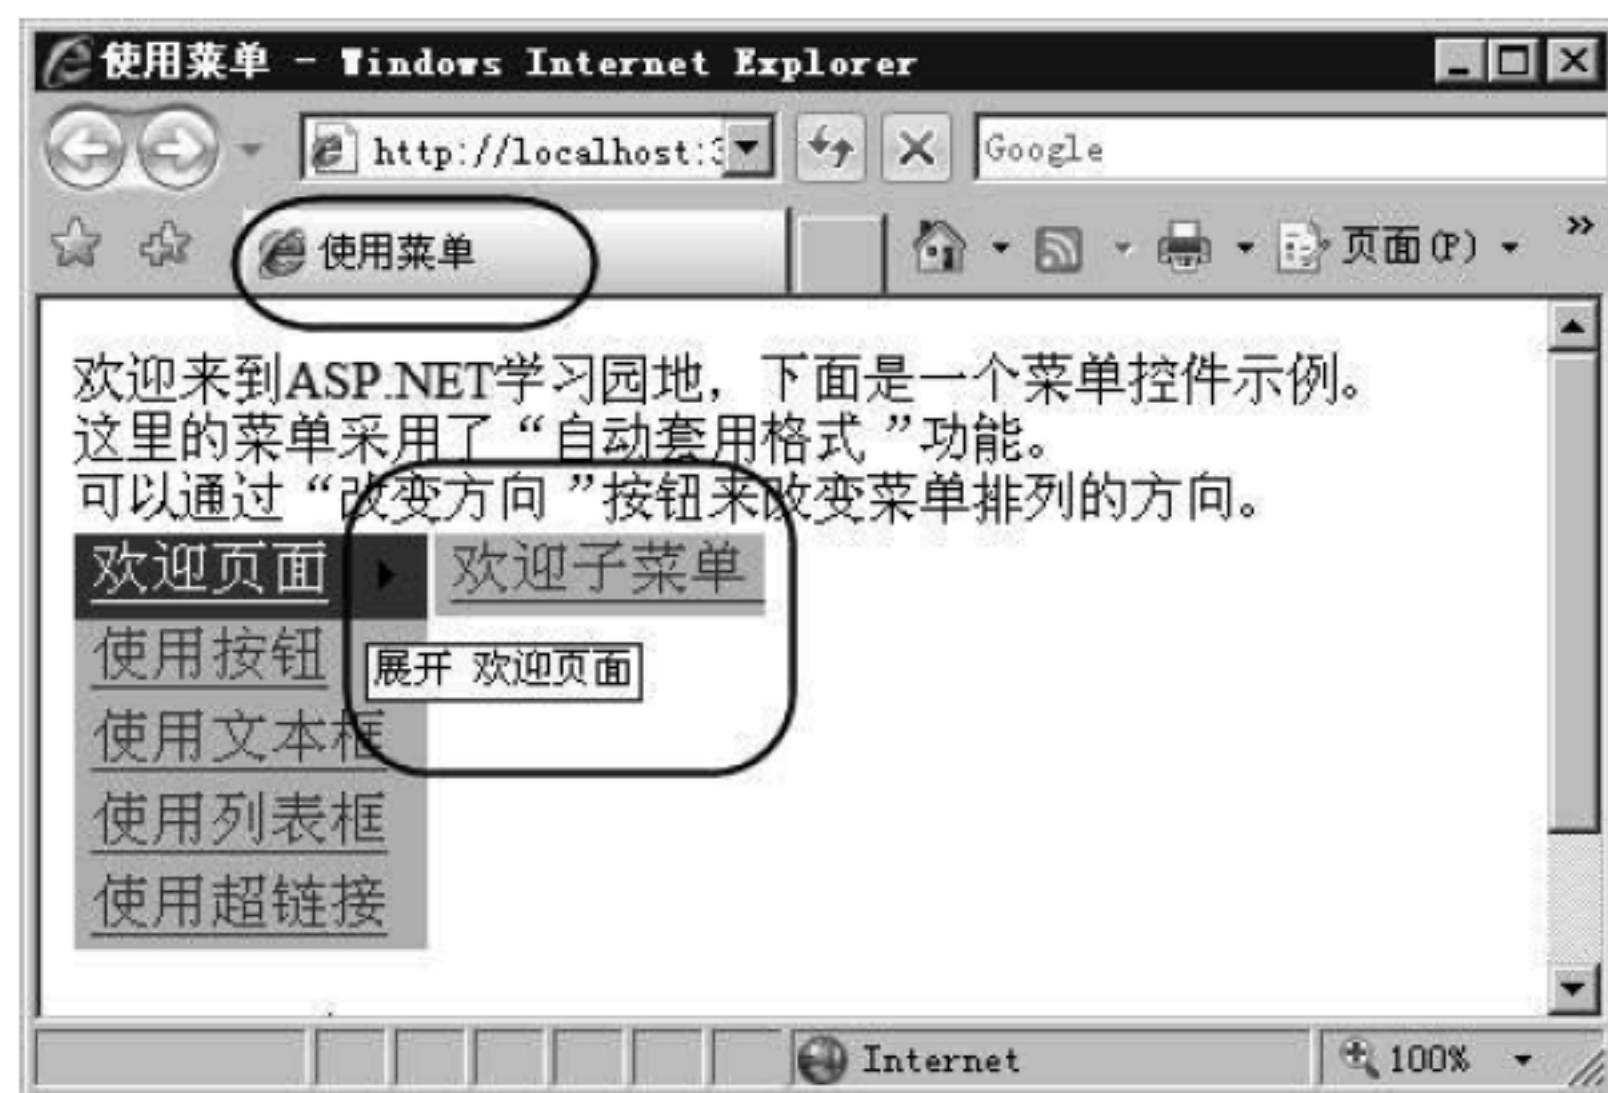 使用菜单 - Windows Internet Explorer
http://localhost:3
Google
使用菜单
页面(P)
欢迎来到ASP.NET学习园地，下面是一个菜单控件示例。
这里的菜单采用了“自动套用格式”功能。
可以通过“改变方向”按钮来改变菜单排列的方向。
欢迎页面 欢迎子菜单
使用按钮
展开 欢迎页面
使用文本框
使用列表框
使用超链接
Internet 100%